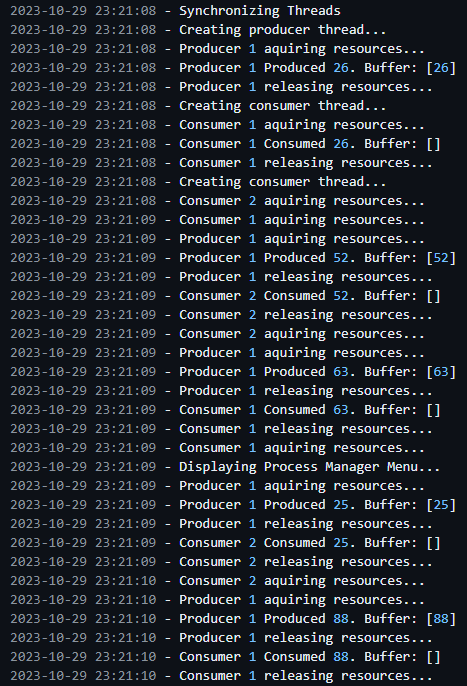 2023-10-29 23:21:08 - Synchronizing Threads
2023-10-29 23:21:08 - Creating producer thread...
2023-10-29 23:21:08 - Producer 1 aquiring resources...
2023-10-29 23:21:08 - Producer 1 Produced 26. Buffer: [26]
2023-10-29 23:21:08 - Producer 1 releasing resources...
2023-10-29 23:21:08 - Creating consumer thread...
2023-10-29 23:21:08 - Consumer 1 aquiring resources...
2023-10-29 23:21:08 - Consumer 1 Consumed 26. Buffer: []
2023-10-29 23:21:08 - Consumer 1 releasing resources...
2023-10-29 23:21:08 - Creating consumer thread...
2023-10-29 23:21:08 - Consumer 2 aquiring resources...
2023-10-29 23:21:09 - Consumer 1 aquiring resources...
2023-10-29 23:21:09 - Producer 1 aquiring resources...
2023-10-29 23:21:09 - Producer 1 Produced 52. Buffer: [52]
2023-10-29 23:21:09 - Producer 1 releasing resources...
2023-10-29 23:21:09 - Consumer 2 Consumed 52. Buffer: []
2023-10-29 23:21:09 - Consumer 2 releasing resources...
2023-10-29 23:21:09 - Consumer 2 aquiring resources...
2023-10-29 23:21:09 - Producer 1 aquiring resources...
2023-10-29 23:21:09 - Producer 1 Produced 63. Buffer: [63]
2023-10-29 23:21:09 - Producer 1 releasing resources...
2023-10-29 23:21:09 - Consumer 1 Consumed 63. Buffer: []
2023-10-29 23:21:09 - Consumer 1 releasing resources...
2023-10-29 23:21:09 - Consumer 1 aquiring resources...
2023-10-29 23:21:09 - Displaying Process Manager Menu...
2023-10-29 23:21:09 - Producer 1 aquiring resources...
2023-10-29 23:21:09 - Producer 1 Produced 25. Buffer: [25]
2023-10-29 23:21:09 - Producer 1 releasing resources...
2023-10-29 23:21:09 - Consumer 2 Consumed 25. Buffer: []
2023-10-29 23:21:09 - Consumer 2 releasing resources...
2023-10-29 23:21:10 - Consumer 2 aquiring resources...
2023-10-29 23:21:10 - Producer 1 aquiring resources...
2023-10-29 23:21:10 - Producer 1 Produced 88. Buffer: [88]
2023-10-29 23:21:10 - Producer 1 releasing resources...
2023-10-29 23:21:10 - Consumer 1 Consumed 88. Buffer: []
2023-10-29 23:21:10 - Consumer 1 releasing resources...